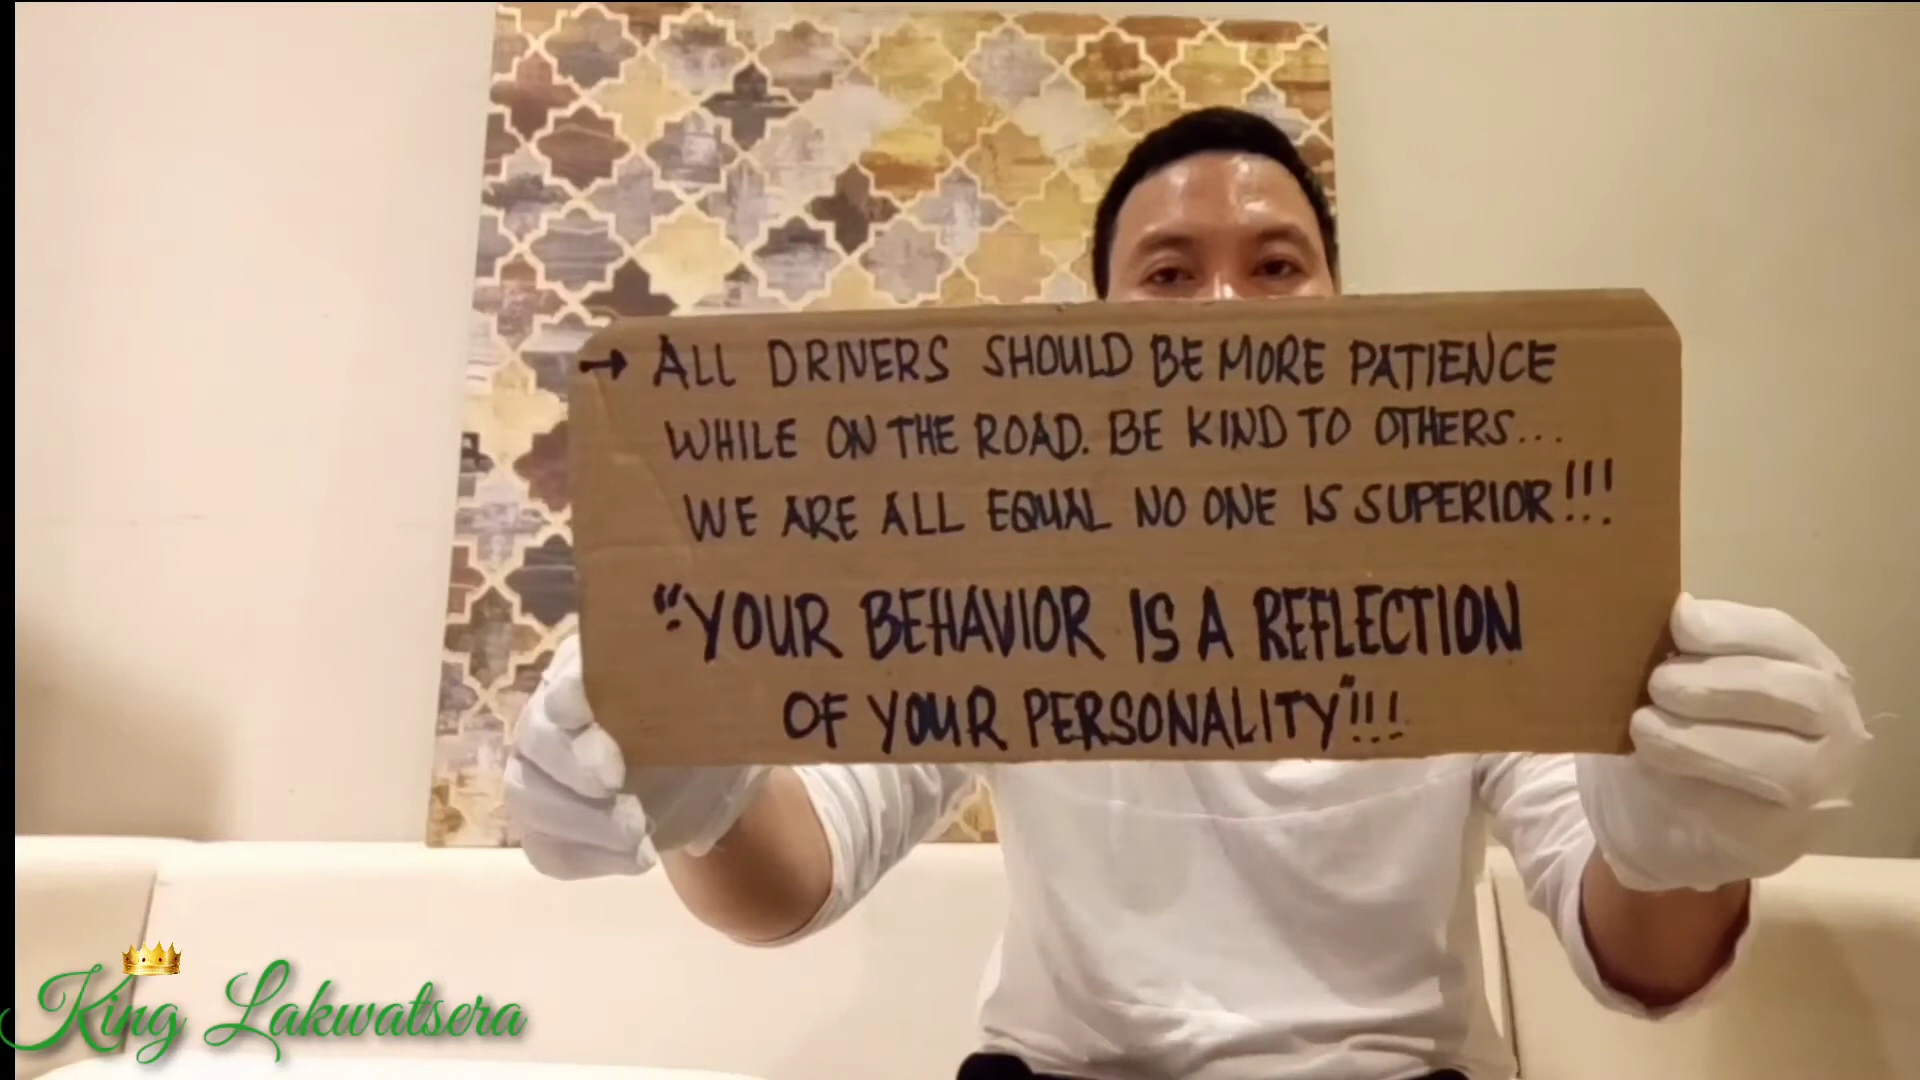 → ALL DRIVERS SHOULD BE MORE PATIENCE
WHILE ON THE ROAD. BE KIND TO OTHERS...
WE ARE ALL EQUAL NO ONE IS SUPERIOR!!!
"YOUR BEHAVIOR IS A REFLECTION
OF YOUR PERSONALITY"!!!
King Lakwatsera